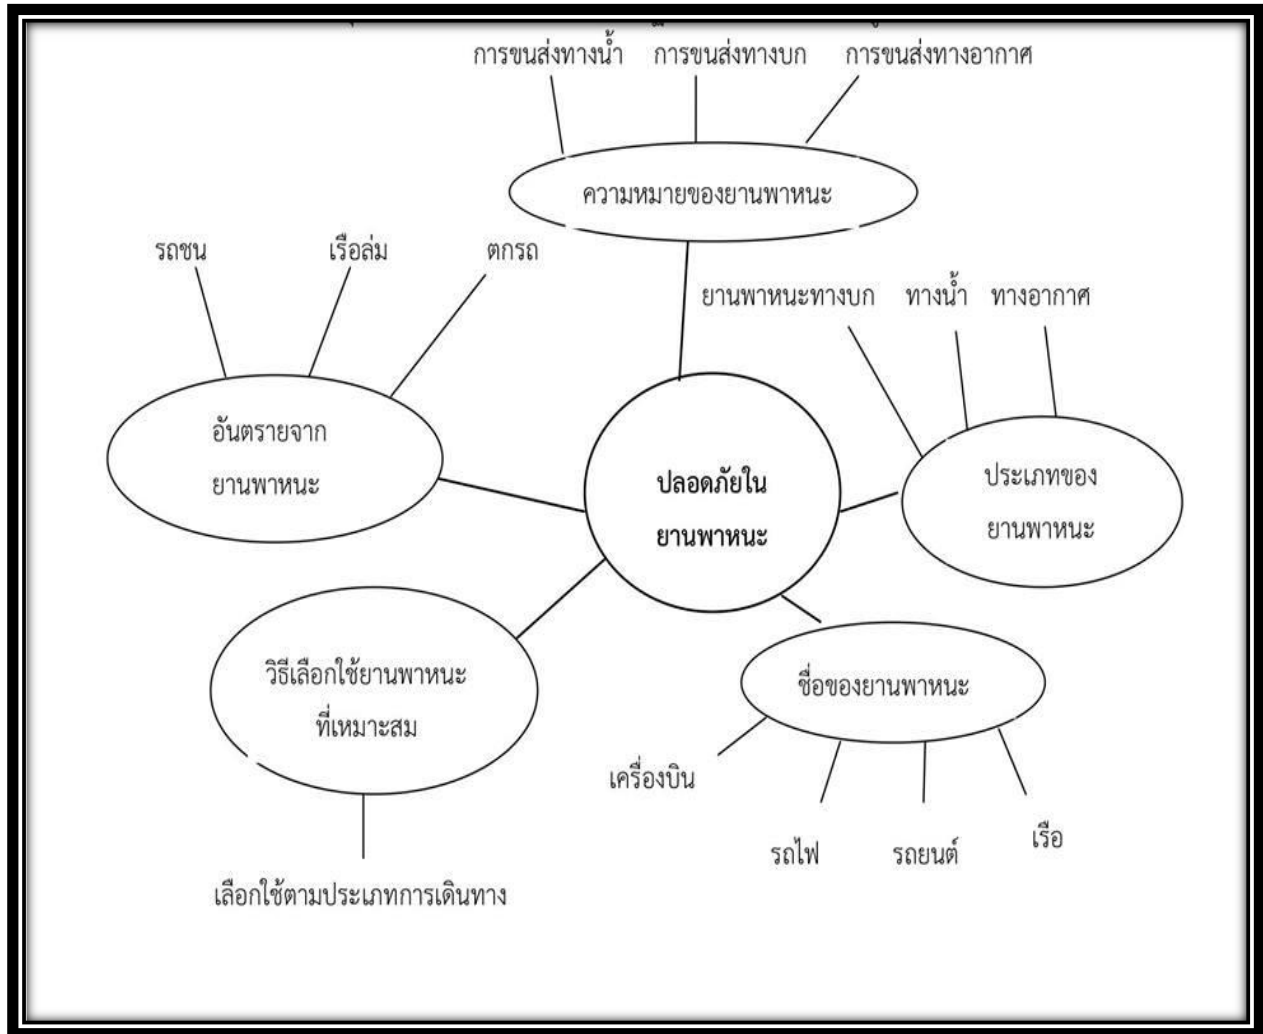 การขนส่งทางน้ำ การขนส่งทางบก การขนส่งทางอากาศ
ความหมายของยานพาหนะ
รถชน เรือล่ม ตกรถ
ยานพาหนะทางบก ทางน้ำ ทางอากาศ
อันตรายจาก
ยานพาหนะ
ปลอดภัยใน
ยานพาหนะ
ประเภทของ
ยานพาหนะ
วิธีเลือกใช้ยานพาหนะ
ที่เหมาะสม
ชื่อของยานพาหนะ
เครื่องบิน
รถไฟ รถยนต์ เรือ
เลือกใช้ตามประเภทการเดินทาง